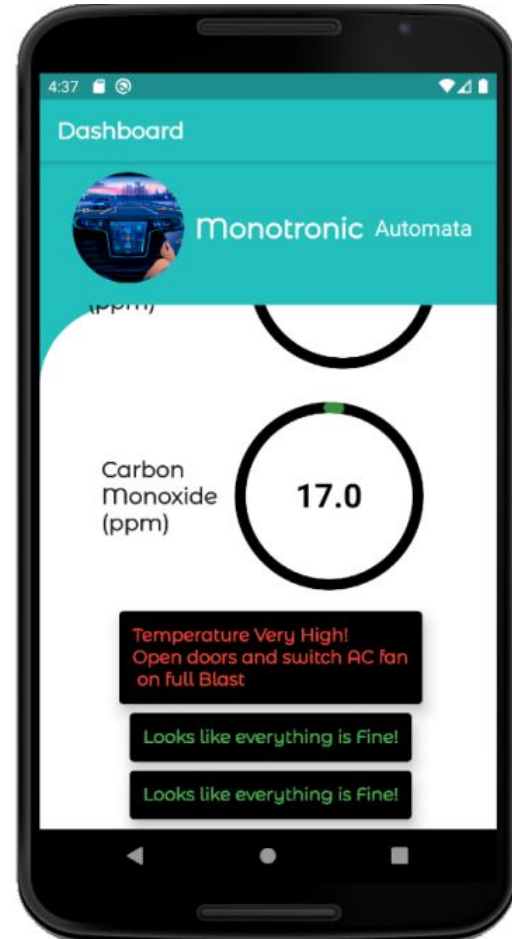 4:37
Dashboard
Monotronic Automata
(ppm)
Carbon
Monoxide
(ppm)
17.0
Temperature Very High!
Open doors and switch AC fan
on full Blast
Looks like everything is Fine!
Looks like everything is Fine!